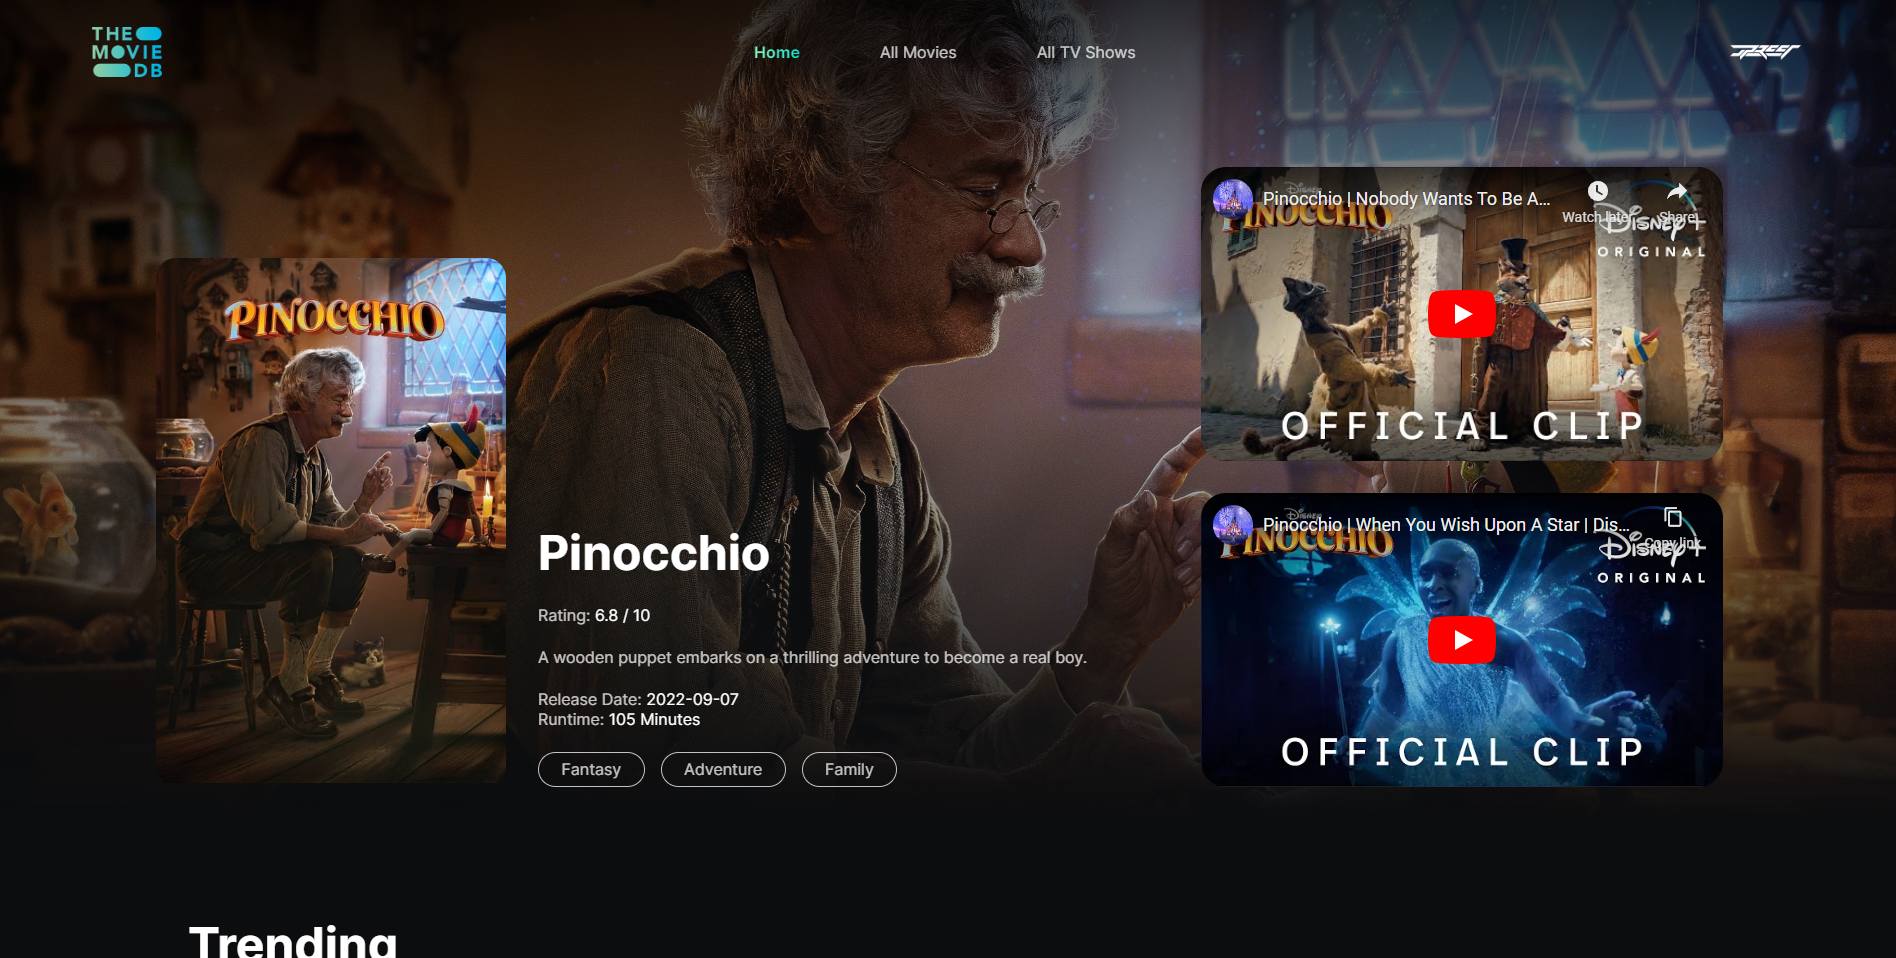 THE
MOVIE
DB
Home
All Movies
All TV Shows
PINOCCHIO
Pinocchio
Rating: 6.8 / 10
A wooden puppet embarks on a thrilling adventure to become a real boy.
Release Date: 2022-09-07
Runtime: 105 Minutes
Fantasy
Adventure
Family
Pinocchio | Nobody Wants To Be A...
Watch later
Share
DISNEY
PINOCCHIO
Disney+
ORIGINAL
OFFICIAL CLIP
Pinocchio | When You Wish Upon A Star | Dis...
Copy link
DISNEY
PINOCCHIO
Disney+
ORIGINAL
OFFICIAL CLIP
Trending